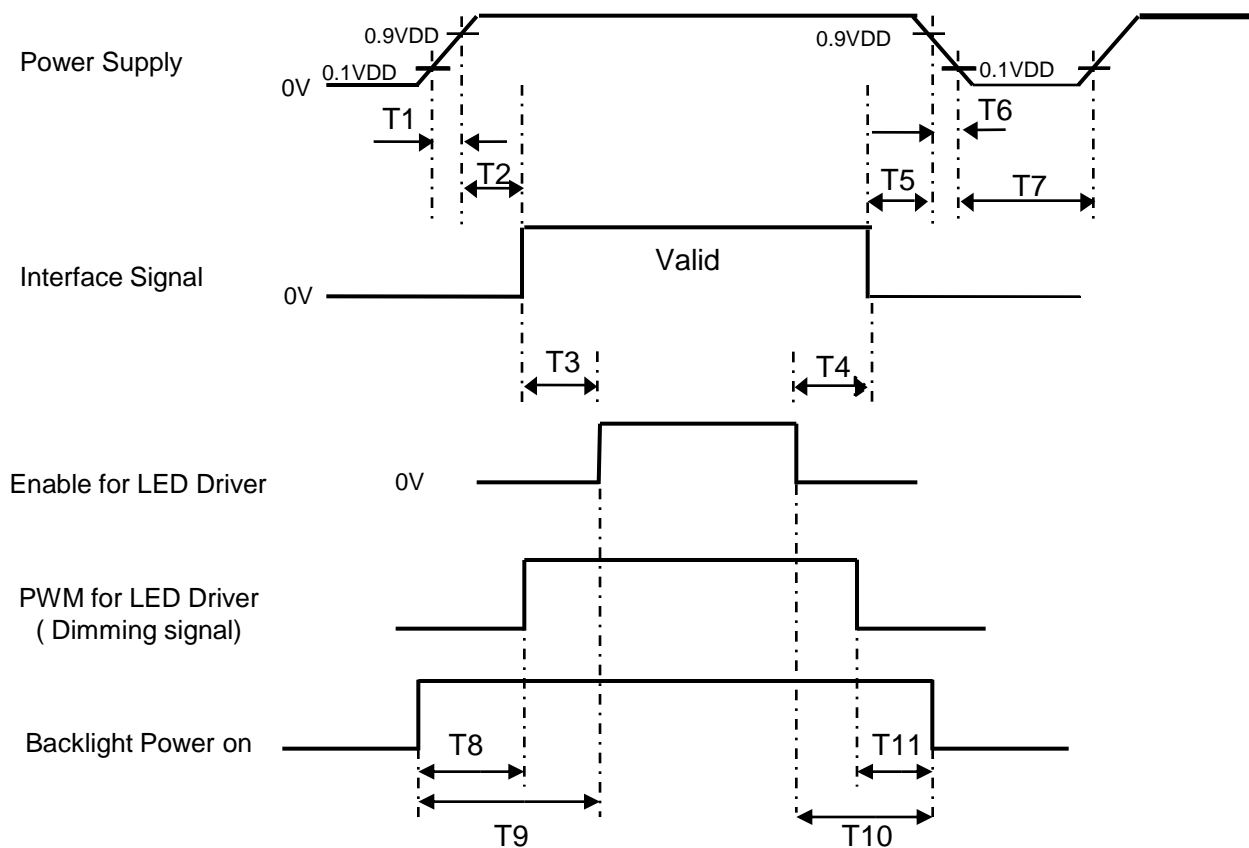 0.9VDD
0.9VDD
Power Supply
0.1VDD
0.1VDD
0V
T1
T6
T2
T5
T7
Valid
Interface Signal
0V
T3
T4
Enable for LED Driver
0V
PWM for LED Driver
( Dimming signal)
Backlight Power on
T8
T11
T9
T10